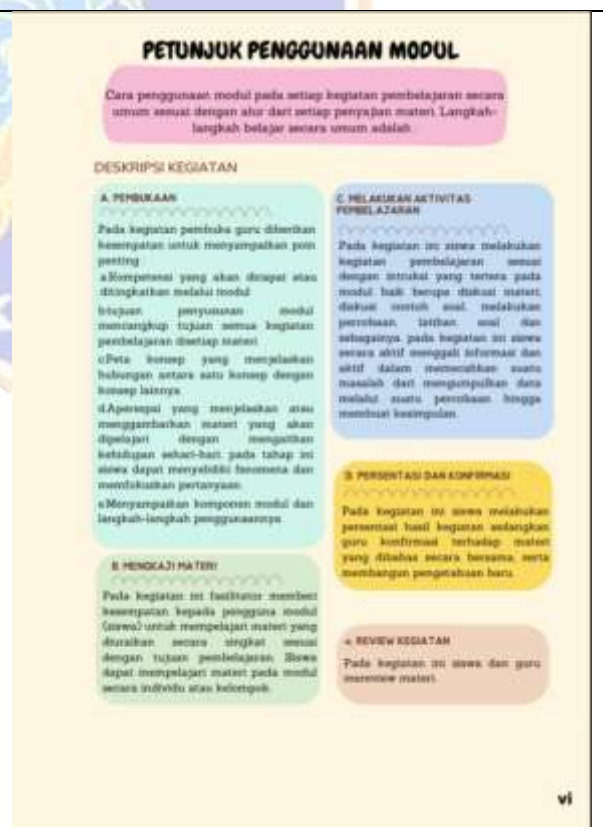 PETUNJUK PENGGUNAAN MODUL
Cara penggunaan modul pada setiap kegiatan pembelajaran secara
umum sesuai dengan alur dari setiap penyajian materi. Langkah-
langkah belajar secara umum adalah
DESKRIPSI KEGIATAN
A. PEMBUKAAN
Pada kegiatan pembuka guru diberikan
kesempatan untuk menyampaikan poin
penting
a.Kompetensi yang akan dicapai atau
ditingkatkan melalui modul
b.tujuan penyusunan modul
mencangkup tujuan semua kegiatan
pembelajaran disetiap materi
c.Peta konsep yang menjelaskan
hubungan antara satu konsep dengan
konsep lainnya
d.Apersepsi yang menjelaskan atau
menggambarkan materi yang akan
dipelajari dengan mengaitkan
kehidupan sehari-hari pada tahap ini
siswa dapat menyelidiki fenomena dan
memfokuskan pertanyaan
e.Menyampaikan komponen modul dan
langkah-langkah penggunaannya
B. MENGKAJI MATERI
Pada kegiatan ini fasilitator memberi
kesempatan kepada pengguna modul
(siswa) untuk mempelajari materi yang
diuraikan secara singkat sesuai
dengan tujuan pembelajaran. Siswa
dapat mempelajari materi pada modul
secara individu atau kelompok
C. MELAKUKAN AKTIVITAS
PEMBELAJARAN
Pada kegiatan ini siswa melakukan
kegiatan pembelajaran sesuai
dengan intruksi yang tertera pada
modul baik berupa diskusi materi,
diskusi contoh soal, melakukan
percobaan, latihan soal dan
sebagainya. pada kegiatan ini siswa
secara aktif menggali informasi dan
aktif dalam memecahkan suatu
masalah dari mengumpulkan data
melalui suatu percobaan hingga
membuat kesimpulan.
D. PERSENTASI DAN KONFIRMASI
Pada kegiatan ini siswa melakukan
persentasi hasil kegiatan sedangkan
guru konfirmasi terhadap materi
yang dibahas secara bersama, serta
membangun pengetahuan baru.
e. REVIEW KEGIATAN
Pada kegiatan ini siswa dan guru
mereview materi.
vi